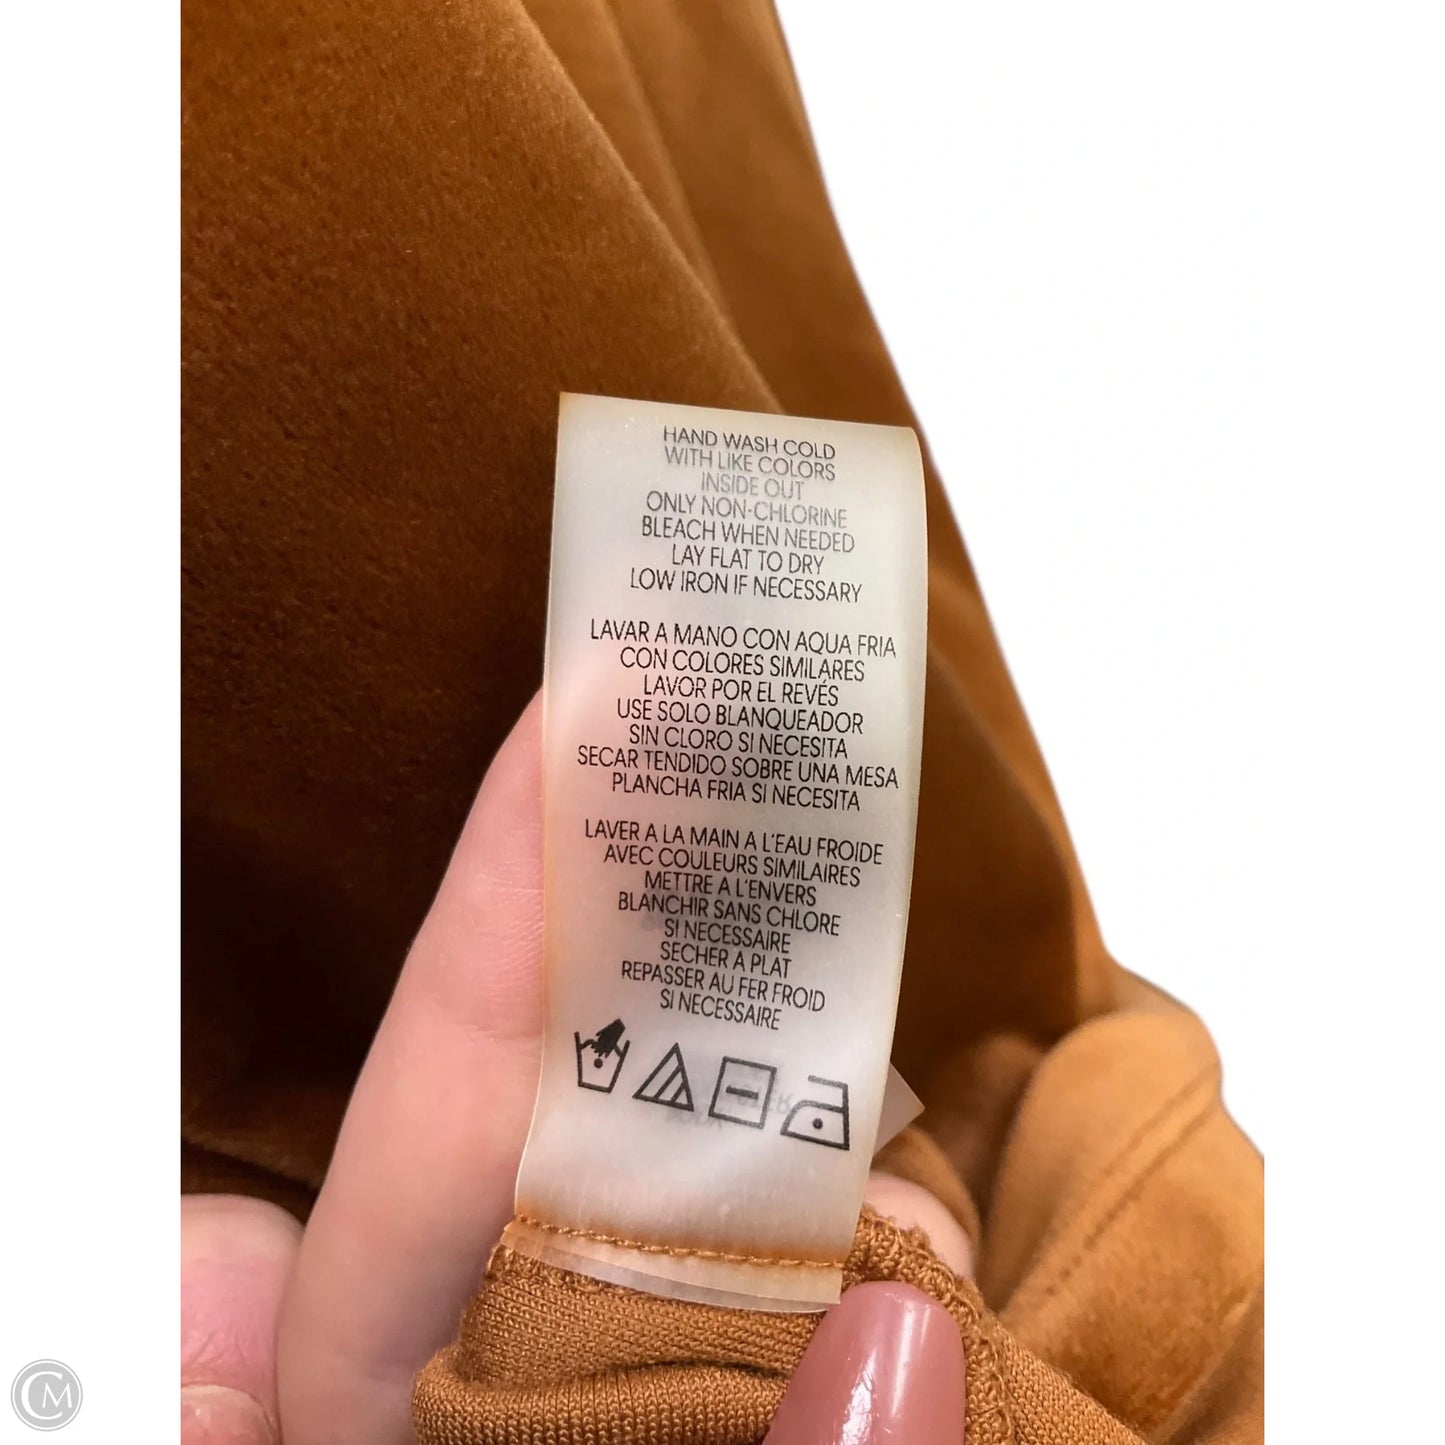 HAND WASH COLD
WITH LIKE COLORS
INSIDE OUT
ONLY NON-CHLORINE
BLEACH WHEN NEEDED
LAY FLAT TO DRY
LOW IRON IF NECESSARY
LAVAR A MANO CON AQUA FRIA
CON COLORES SIMILARES
LAVOR POR EL REVÉS
USE SOLO BLANQUEADOR
SIN CLORO SI NECESITA
SECAR TENDIDO SOBRE UNA MESA
PLANCHA FRIA SI NECESITA
LAVER A LA MAIN A L'EAU FROIDE
AVEC COULEURS SIMILAIRES
METTRE A L'ENVERS
BLANCHIR SANS CHLORE
SI NECESSAIRE
SECHER A PLAT
REPASSER AU FER FROID
SI NECESSAIRE
CM